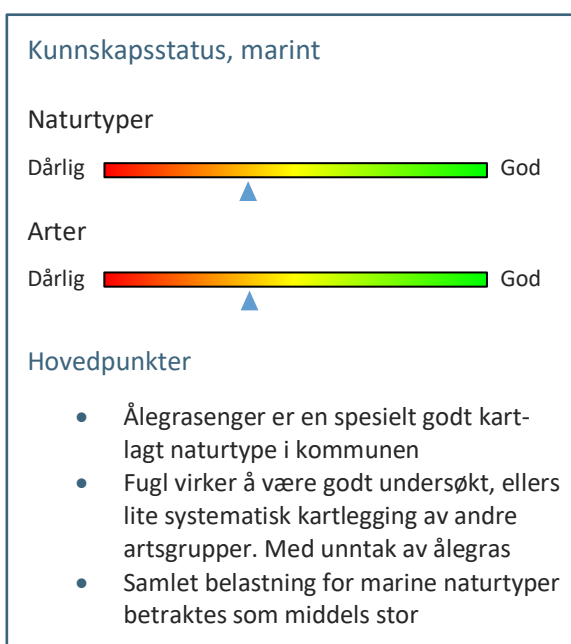 Kunnskapsstatus, marint
Naturtyper
Dårlig God
Arter
Dårlig God
Hovedpunkter
• Ålegrasenger er en spesielt godt kart-
lagt naturtype i kommunen
• Fugl virker å være godt undersøkt, ellers
lite systematisk kartlegging av andre
artsgrupper. Med unntak av ålegras
• Samlet belastning for marine naturtyper
betraktes som middels stor